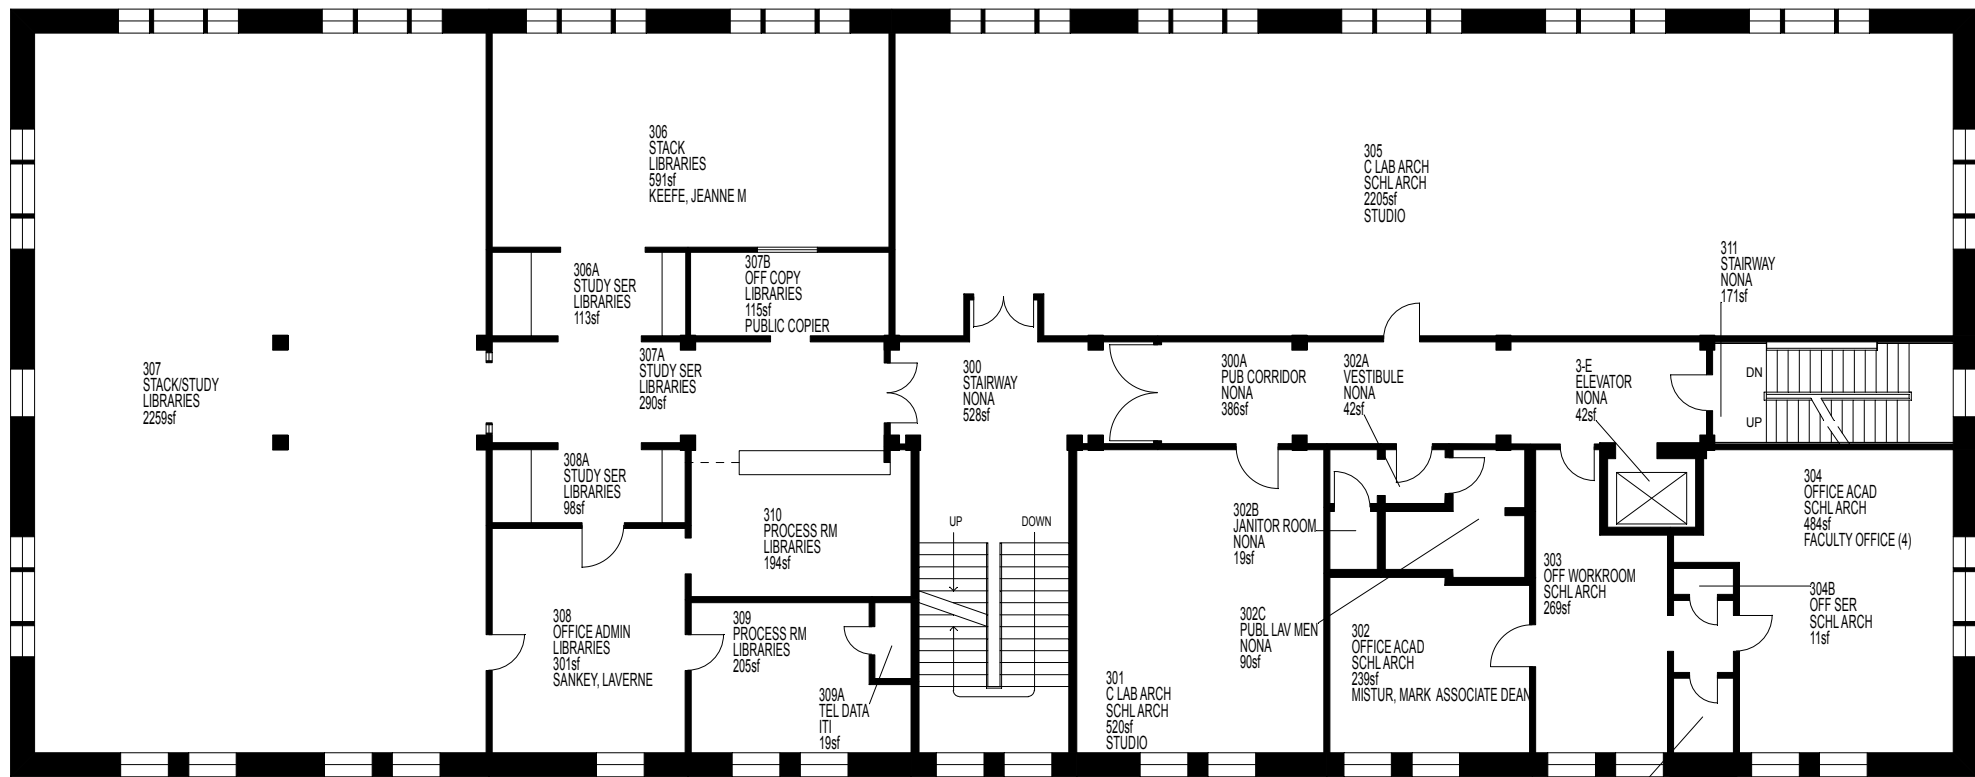 306
STACK
LIBRARIES
591sf
KEEFE, JEANNE M
305
C LAB ARCH
SCHL ARCH
2205sf
STUDIO
311
STAIRWAY
NONA
171sf
306A
STUDY SER
LIBRARIES
113sf
307B
OFF COPY
LIBRARIES
115sf
PUBLIC COPIER
307
STACK/STUDY
LIBRARIES
2259sf
307A
STUDY SER
LIBRARIES
290sf
300
STAIRWAY
NONA
528sf
300A
PUB CORRIDOR
NONA
386sf
302A
VESTIBULE
NONA
42sf
3-E
ELEVATOR
NONA
42sf
DN
UP
308A
STUDY SER
LIBRARIES
98sf
310
PROCESS RM
LIBRARIES
194sf
UP
DOWN
302B
JANITOR ROOM
NONA
19sf
304
OFFICE ACAD
SCHL ARCH
484sf
FACULTY OFFICE (4)
303
OFF WORKROOM
SCHL ARCH
269sf
304B
OFF SER
SCHL ARCH
11sf
308
OFFICE ADMIN
LIBRARIES
301sf
SANKEY, LAVERNE
309
PROCESS RM
LIBRARIES
205sf
309A
TEL DATA
ITI
19sf
302C
PUBL LAV MEN
NONA
90sf
302
OFFICE ACAD
SCHL ARCH
239sf
MISTUR, MARK ASSOCIATE DEAN
301
C LAB ARCH
SCHL ARCH
520sf
STUDIO